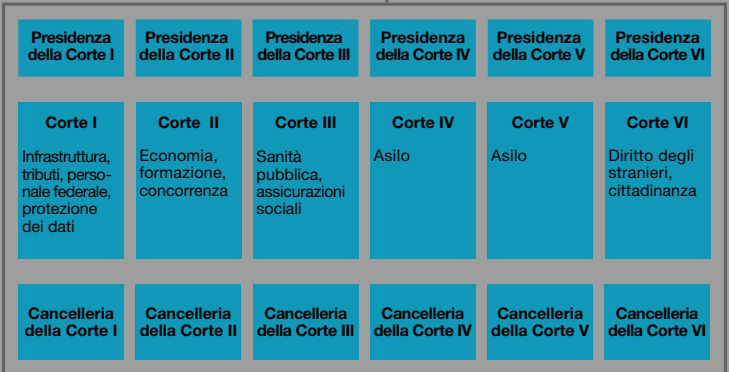 Presidenza
della Corte I
Presidenza
della Corte II
Presidenza
della Corte III
Presidenza
della Corte IV
Presidenza
della Corte V
Presidenza
della Corte VI
Corte I
Infrastruttura,
tributi, perso-
nale federale,
protezione
dei dati
Corte II
Economia,
formazione,
concorrenza
Corte III
Sanità
pubblica,
assicurazioni
sociali
Corte IV
Asilo
Corte V
Asilo
Corte VI
Diritto degli
stranieri,
cittadinanza
Cancelleria
della Corte I
Cancelleria
della Corte II
Cancelleria
della Corte III
Cancelleria
della Corte IV
Cancelleria
della Corte V
Cancelleria
della Corte VI